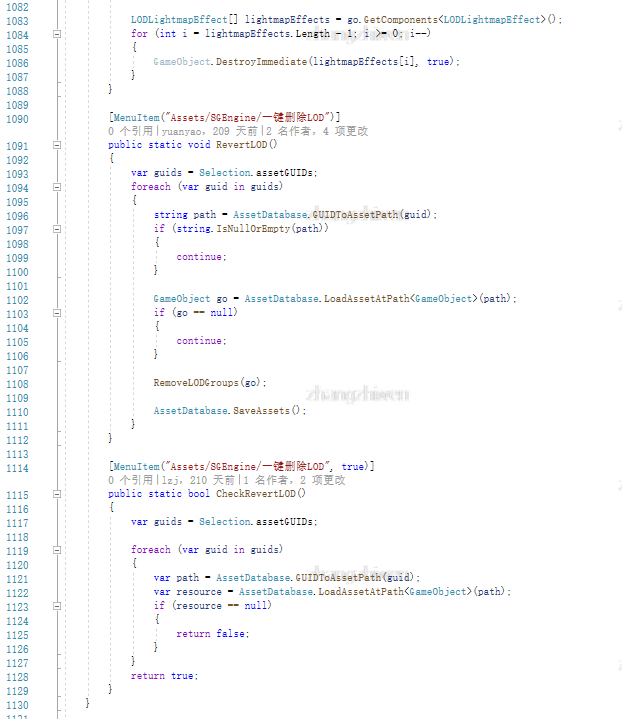 1082
1083 LODLightmapEffect[] lightmapEffects = go.GetComponents<LODLightmapEffect>();
1084 for (int i = lightmapEffects.Length - 1; i >= 0; i--)
1085 {
1086 GameObject.DestroyImmediate(lightmapEffects[i], true);
1087 }
1088 }
1089
1090 [MenuItem("Assets/SGEngine/一键删除LOD")]
0 个引用|yuanyao，209 天前|2 名作者，4 项更改
1091 public static void RevertLOD()
1092 {
1093 var guids = Selection.assetGUIDs;
1094 foreach (var guid in guids)
1095 {
1096 string path = AssetDatabase.GUIDToAssetPath(guid);
1097 if (string.IsNullOrEmpty(path))
1098 {
1099 continue;
1100 }
1101
1102 GameObject go = AssetDatabase.LoadAssetAtPath<GameObject>(path);
1103 if (go == null)
1104 {
1105 continue;
1106 }
1107
1108 RemoveLODGroups(go);
1109 zhangzhiwen
1110 AssetDatabase.SaveAssets();
1111 }
1112 }
1113
1114 [MenuItem("Assets/SGEngine/一键删除LOD", true)]
0 个引用|lzj，210 天前|1 名作者，2 项更改
1115 public static bool CheckRevertLOD()
1116 {
1117 var guids = Selection.assetGUIDs;
1118
1119 foreach (var guid in guids)
1120 {
1121 var path = AssetDatabase.GUIDToAssetPath(guid);
1122 var resource = AssetDatabase.LoadAssetAtPath<GameObject>(path);
1123 if (resource == null)
1124 {
1125 return false;
1126 }
1127 }
1128 return true;
1129 }
1130 }